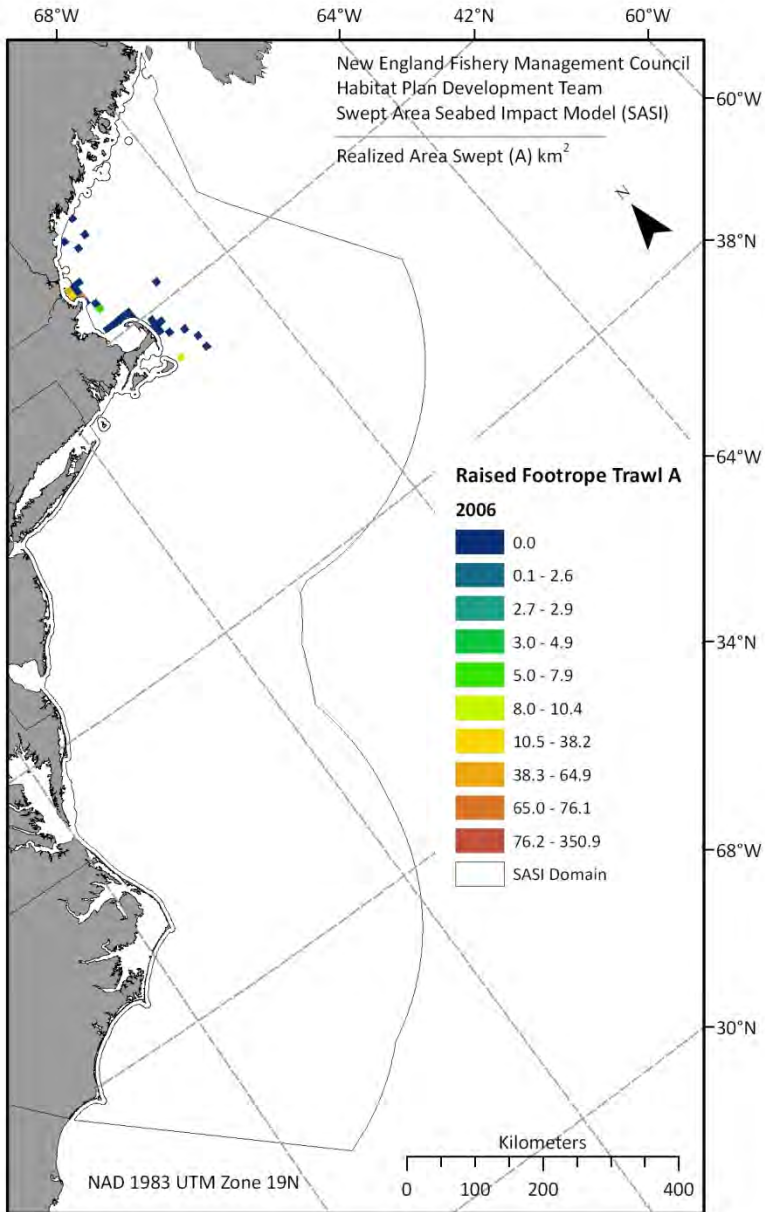 68°W 64°W 42°N 60°W
New England Fishery Management Council
Habitat Plan Development Team
Swept Area Seabed Impact Model (SASI)
Realized Area Swept (A) km²
60°W
N
38°N
64°W
Raised Footrope Trawl A
2006
0.0
0.1 - 2.6
2.7 - 2.9
3.0 - 4.9
34°N
5.0 - 7.9
8.0 - 10.4
10.5 - 38.2
38.3 - 64.9
65.0 - 76.1
76.2 - 350.9
68°W
SASI Domain
30°N
Kilometers
NAD 1983 UTM Zone 19N
0 100 200 300 400